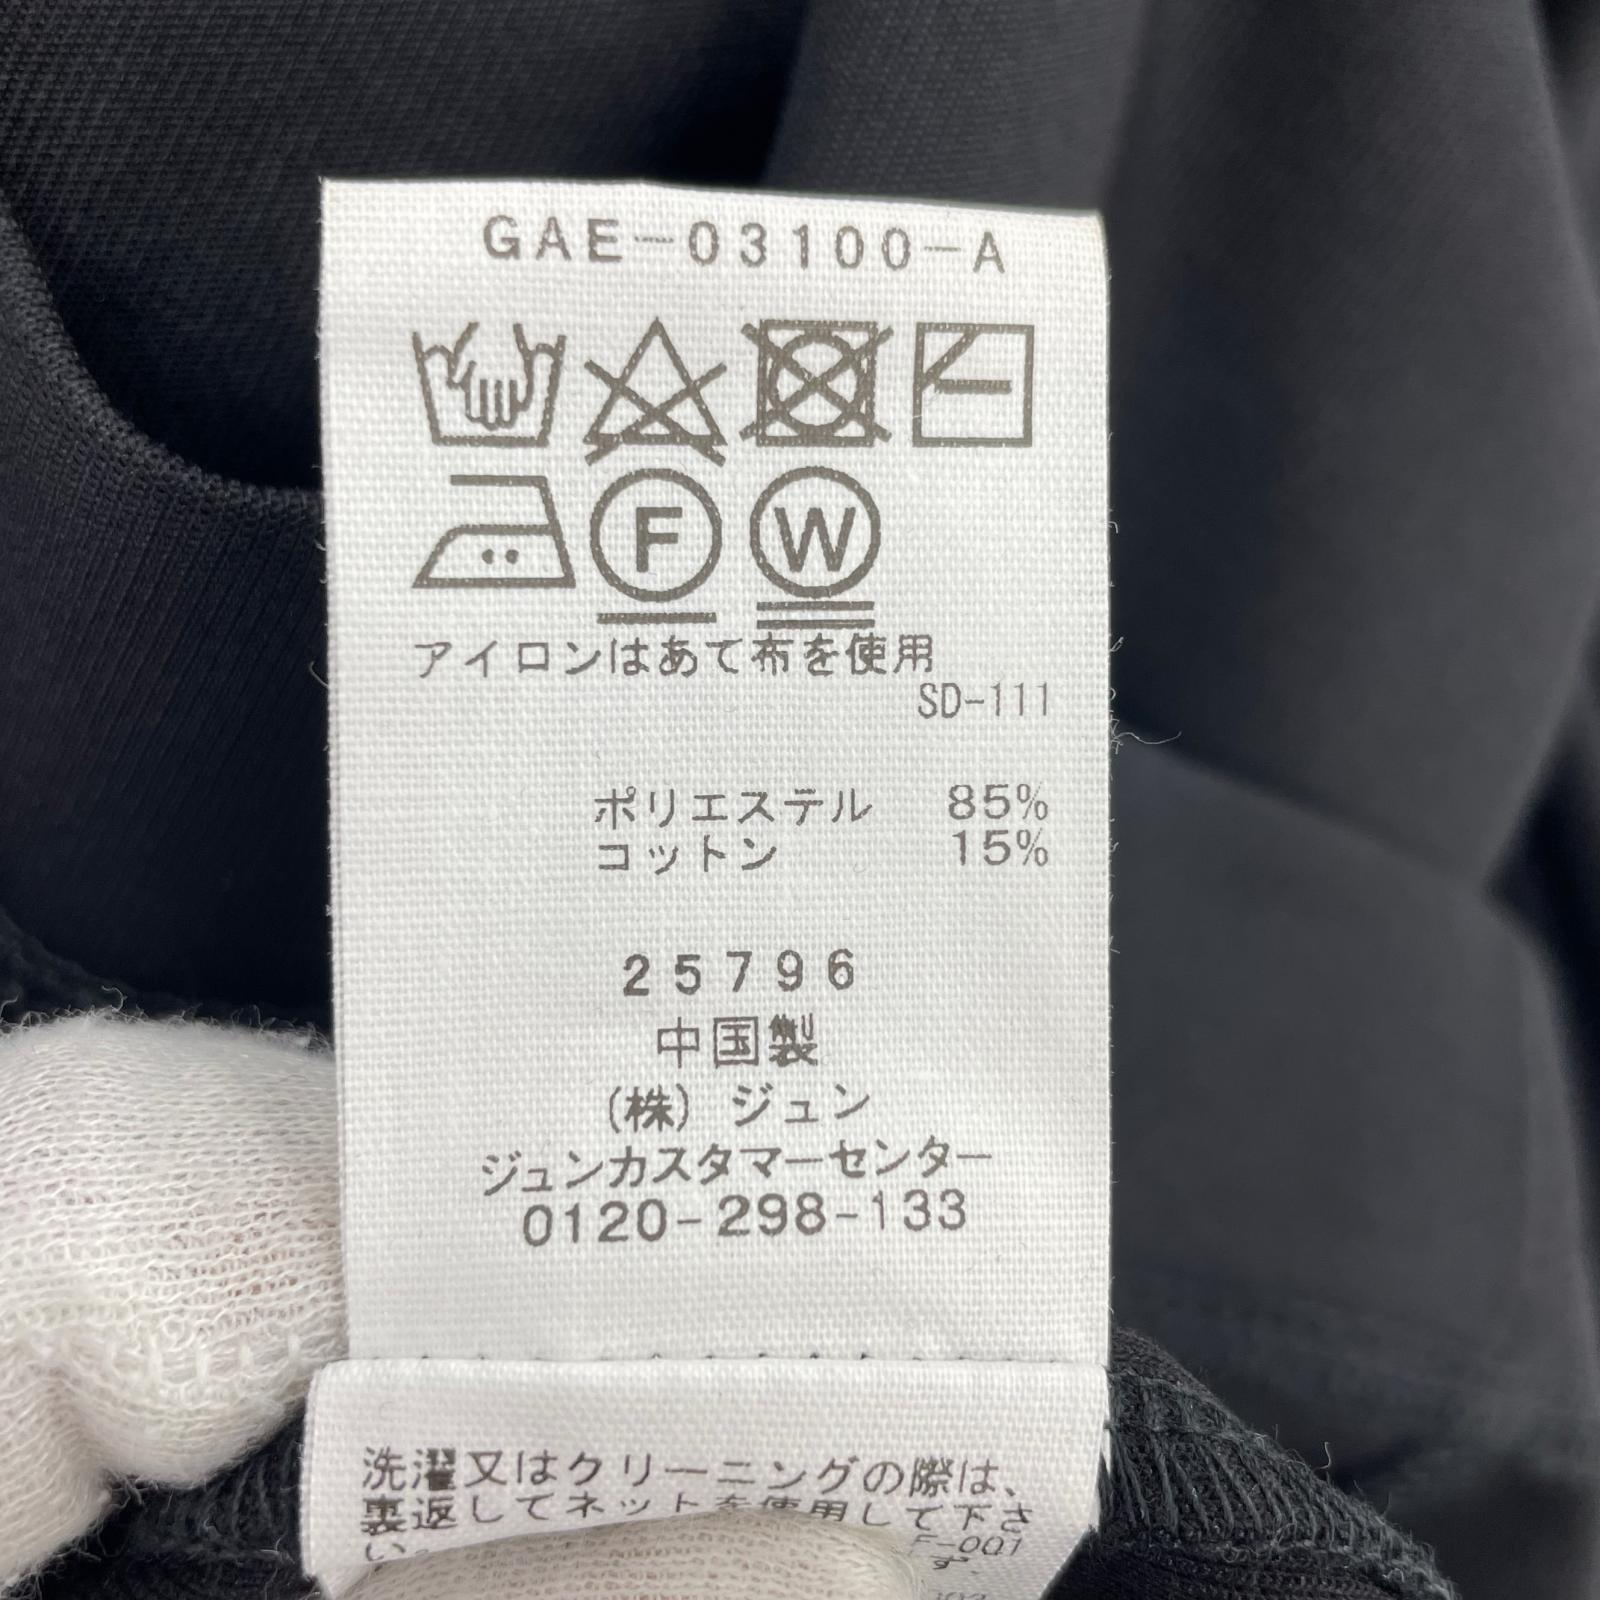 GAE-03100-A
F W
アイロンはあて布を使用
SD-111
ポリエステル 85%
コットン 15%
25796
中国製
(株) ジュン
ジュンカスタマーセンター
0120-298-133
洗濯又はクリーニングの際は、
裏返してネットを使用して下さ
い。
F-001